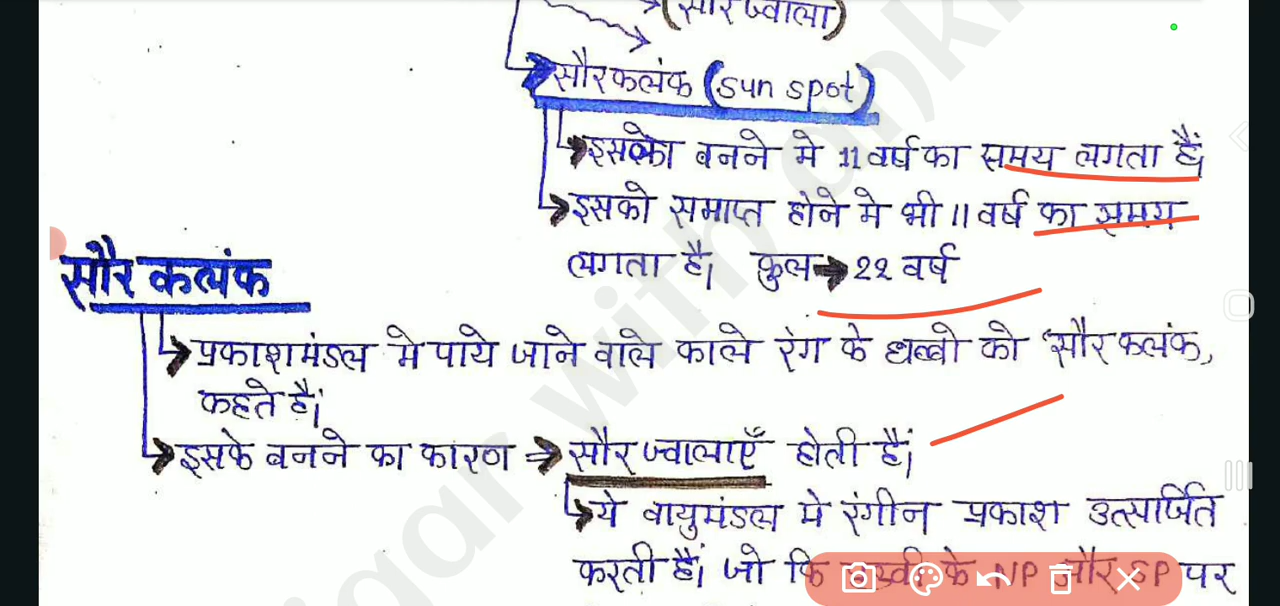 (सौर ज्वाला)
सौर कलंक (sun spot)
इसको बनने मे 11 वर्ष का समय लगता है।
इसको समाप्त होने मे भी 11 वर्ष का समय
लगता है। कुल → 22 वर्ष
सौर कलंक
प्रकाशमंडल मे पाये जाने वाले काले रंग के धब्बो को 'सौर कलंक,
कहते है।
इसके बनने का कारण ⇒ सौर ज्वालाएँ होती है।
ये वायुमंडल मे रंगीन प्रकाश उत्सर्जित
करती है। जो कि के NP और SP पर